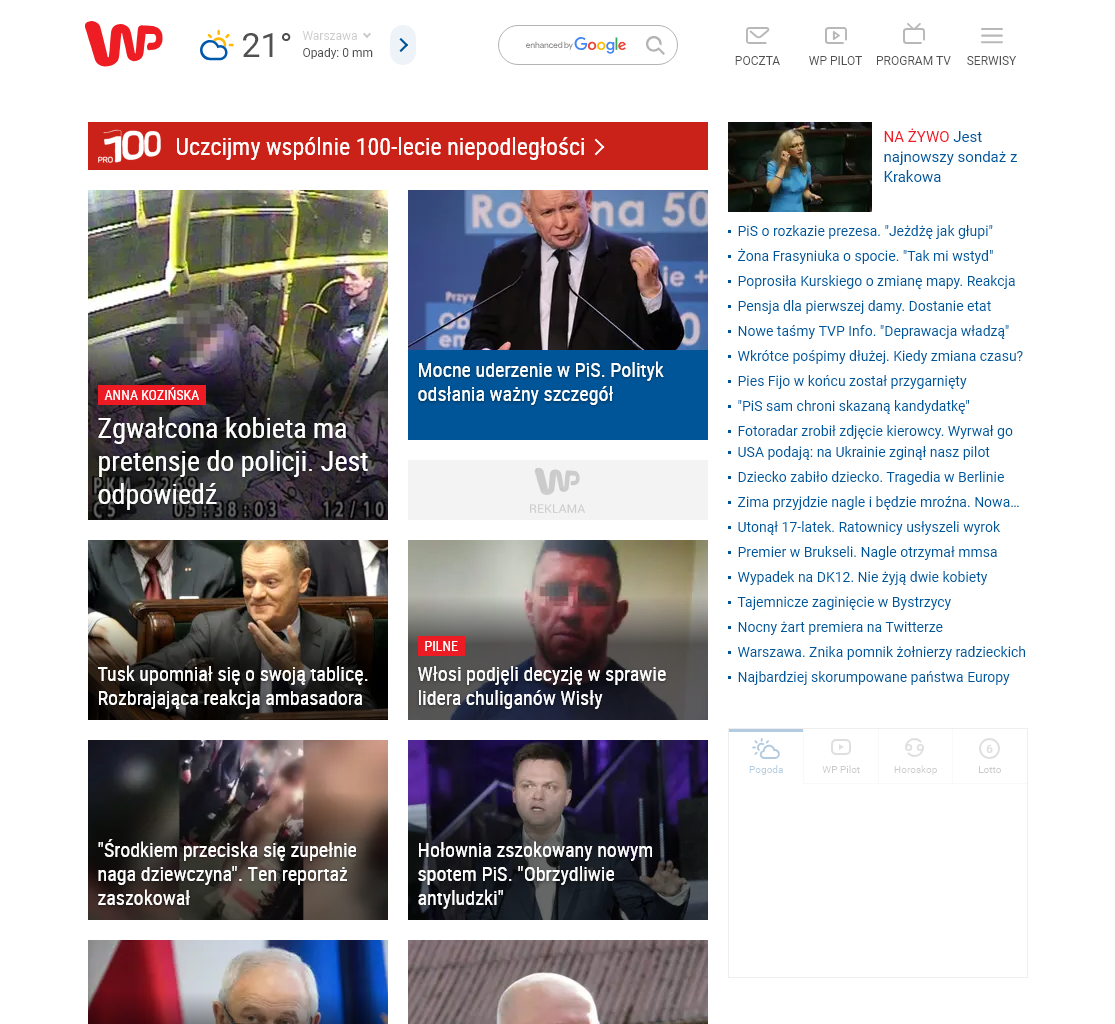 WP
21°
Warszawa
Opady: 0 mm
enhanced by Google
POCZTA
WP PILOT
PROGRAM TV
SERWISY
PRO 100
Uczcijmy wspólnie 100-lecie niepodległości
ANNA KOZIŃSKA
Zgwałcona kobieta ma
pretensje do policji. Jest
odpowiedź
05:38:03
12/10
Mocne uderzenie w PiS. Polityk
odsłania ważny szczegół
WP
REKLAMA
Tusk upomniał się o swoją tablicę.
Rozbrajająca reakcja ambasadora
PILNE
Włosi podjęli decyzję w sprawie
lidera chuliganów Wisły
"Środkiem przeciska się zupełnie
naga dziewczyna". Ten reportaż
zaszokował
Hołownia zszokowany nowym
spotem PiS. "Obrzydliwie
antyludzki"
NA ŻYWO Jest
najnowszy sondaż z
Krakowa
PiS o rozkazie prezesa. "Jeżdżę jak głupi"
Żona Frasyniuka o spocie. "Tak mi wstyd"
Poprosiła Kurskiego o zmianę mapy. Reakcja
Pensja dla pierwszej damy. Dostanie etat
Nowe taśmy TVP Info. "Deprawacja władzą"
Wkrótce pośpimy dłużej. Kiedy zmiana czasu?
Pies Fijo w końcu został przygarnięty
"PiS sam chroni skazaną kandydatkę"
Fotoradar zrobił zdjęcie kierowcy. Wyrwał go
USA podają: na Ukrainie zginął nasz pilot
Dziecko zabiło dziecko. Tragedia w Berlinie
Zima przyjdzie nagle i będzie mroźna. Nowa…
Utonął 17-latek. Ratownicy usłyszeli wyrok
Premier w Brukseli. Nagle otrzymał mmsa
Wypadek na DK12. Nie żyją dwie kobiety
Tajemnicze zaginięcie w Bystrzycy
Nocny żart premiera na Twitterze
Warszawa. Znika pomnik żołnierzy radzieckich
Najbardziej skorumpowane państwa Europy
Pogoda
WP Pilot
Horoskop
6
Lotto